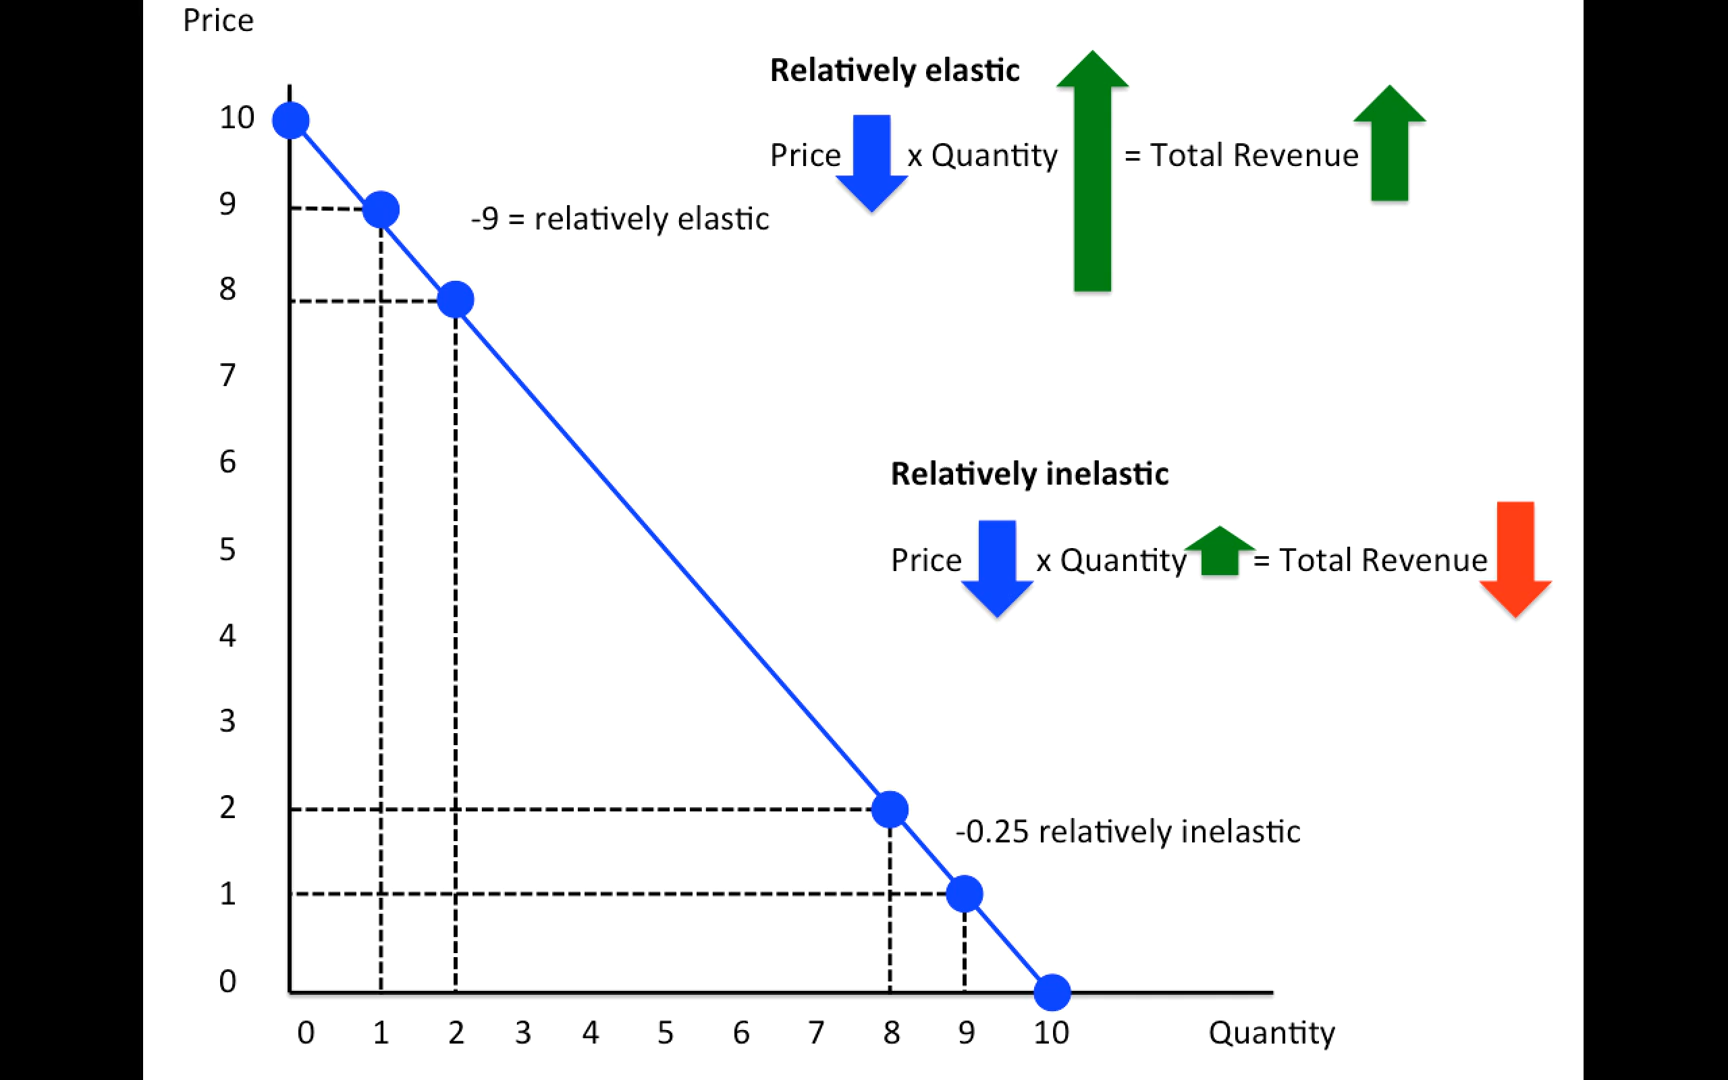 Price
Relatively elastic
Price x Quantity = Total Revenue
10
9
-9 = relatively elastic
8
7
6
Relatively inelastic
5
Price x Quantity = Total Revenue
4
3
2
-0.25 relatively inelastic
1
0
0 1 2 3 4 5 6 7 8 9 10 Quantity